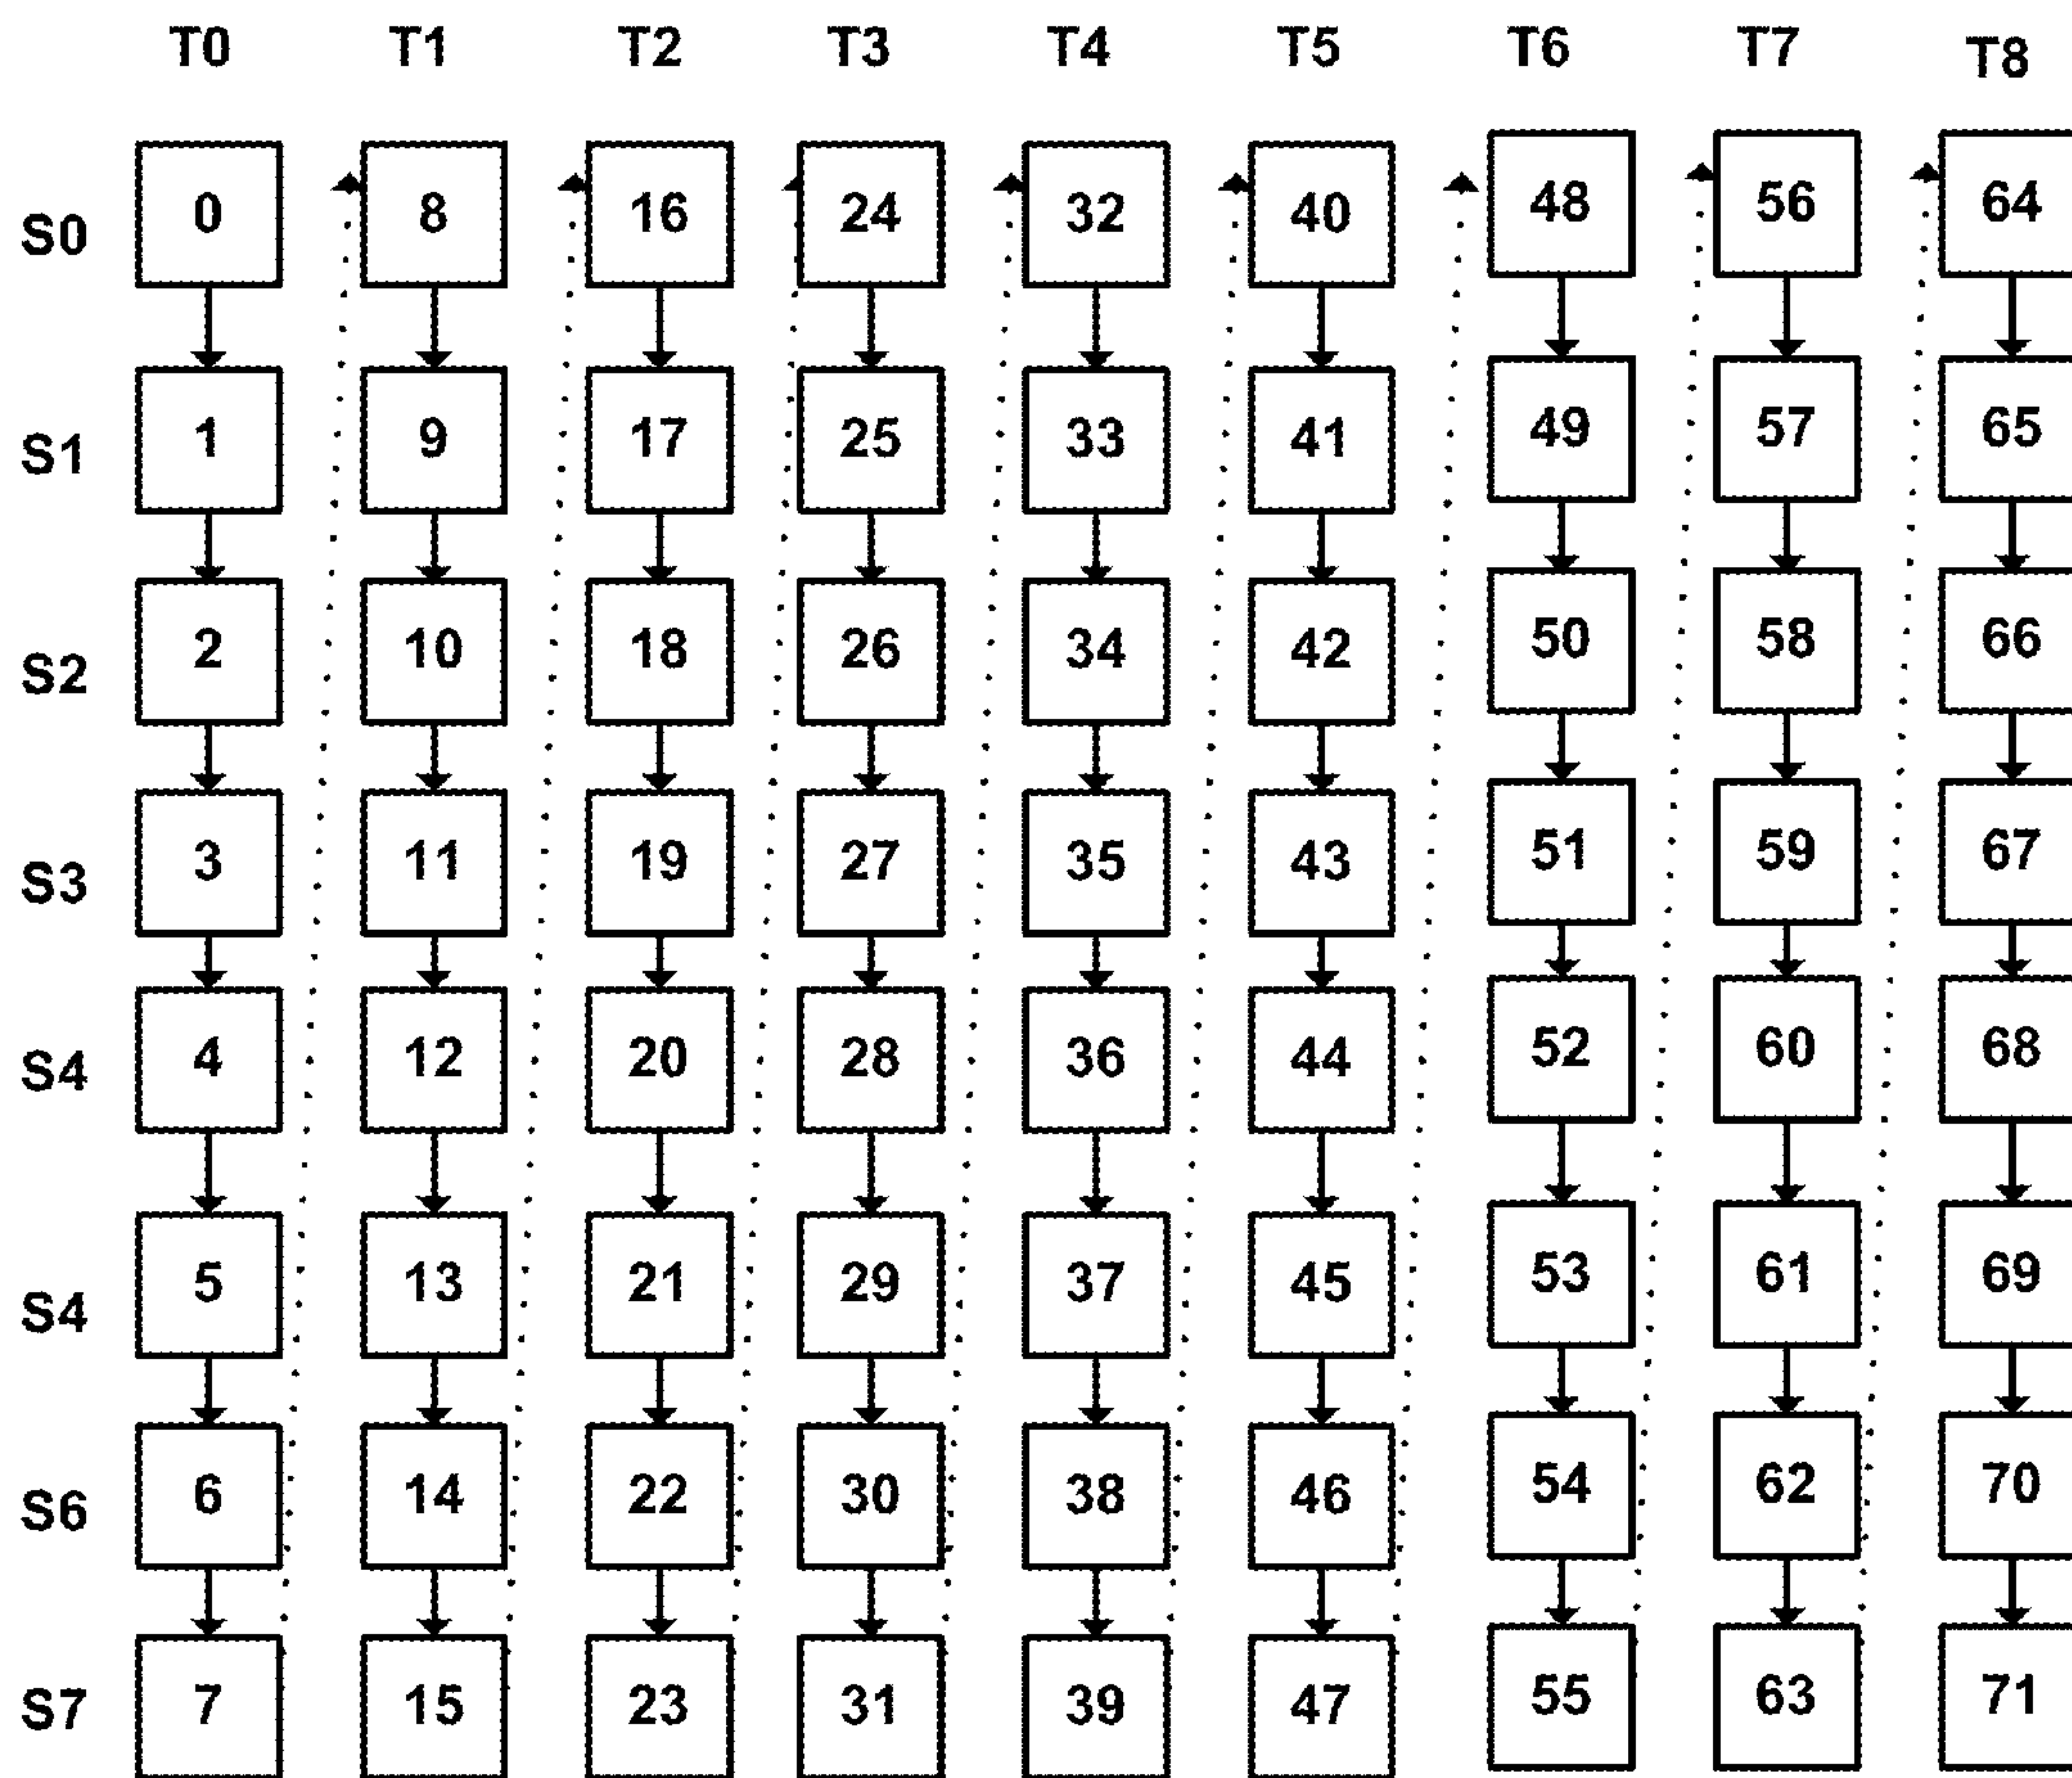 T0 T1 T2 T3 T4 T5 T6 T7 T8
S0 0 8 16 24 32 40 48 56 64
S1 1 9 17 25 33 41 49 57 65
S2 2 10 18 26 34 42 50 58 66
S3 3 11 19 27 35 43 51 59 67
S4 4 12 20 28 36 44 52 60 68
S4 5 13 21 29 37 45 53 61 69
S6 6 14 22 30 38 46 54 62 70
S7 7 15 23 31 39 47 55 63 71